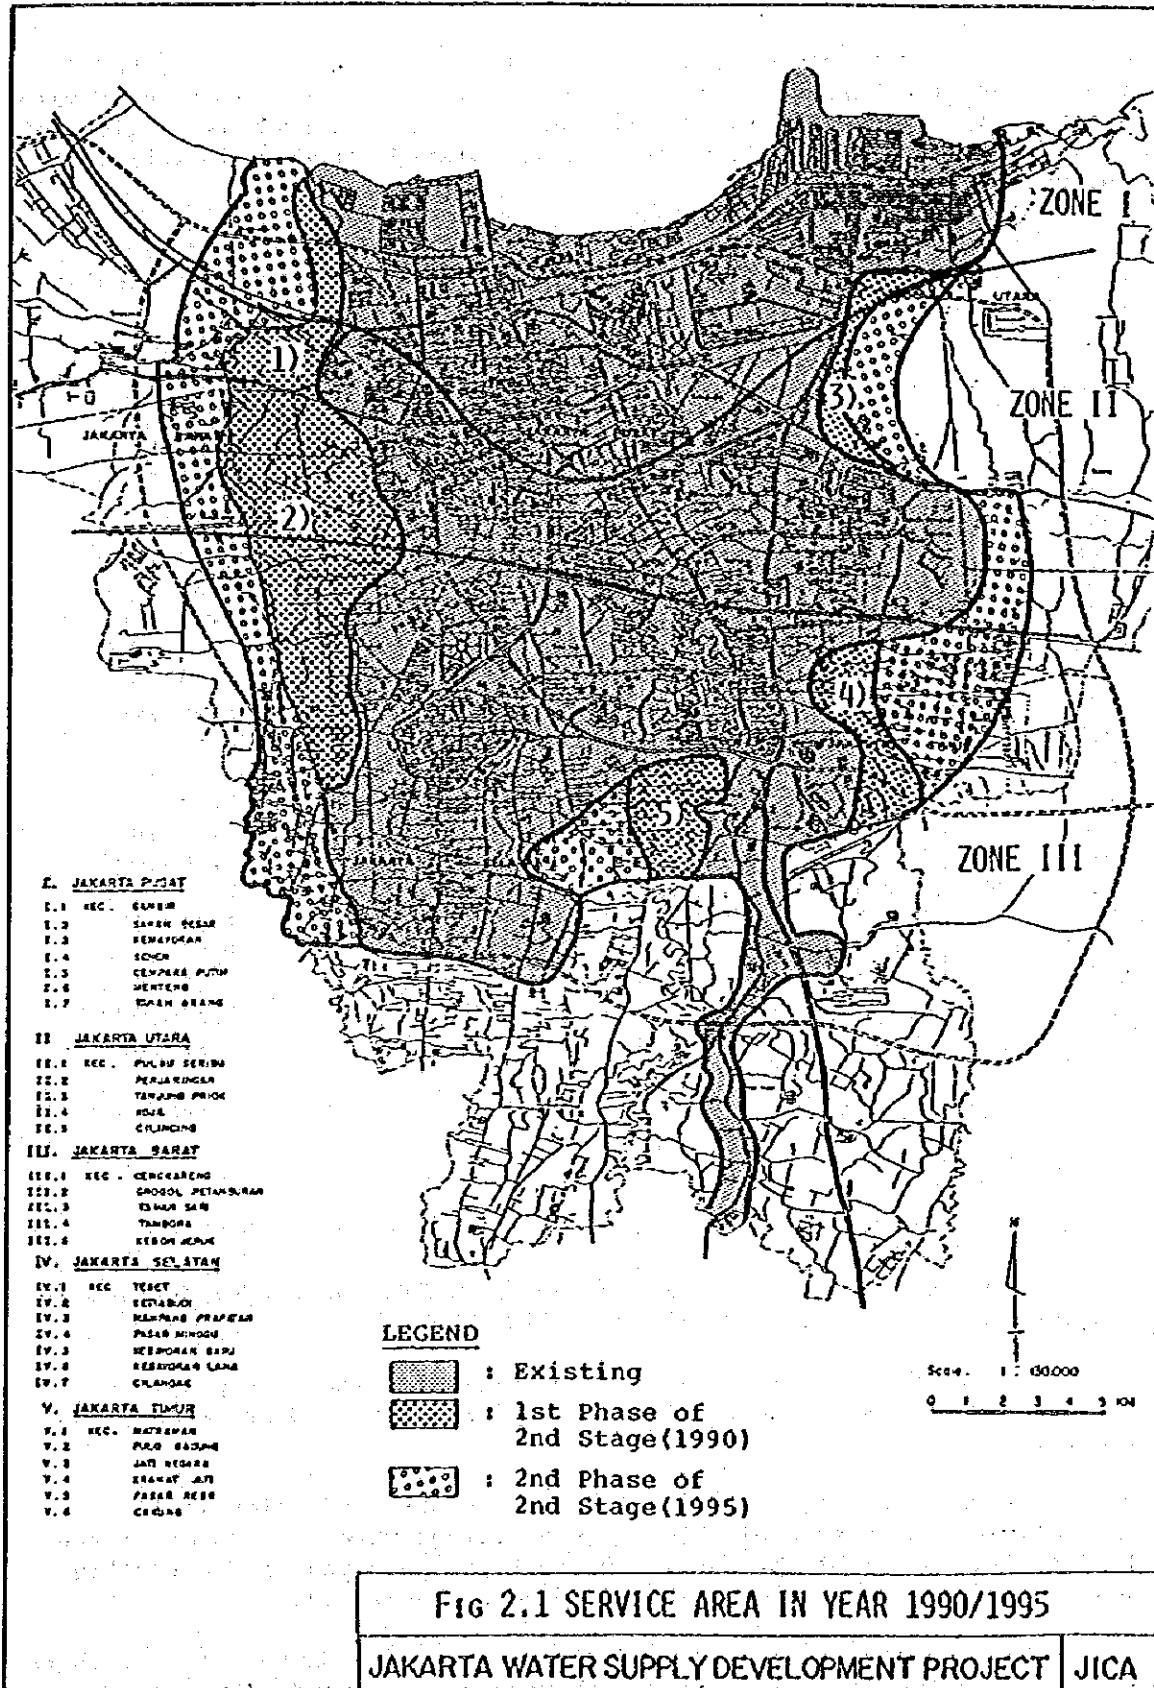 ZONE I
UTARA
1)
3)
ZONE II
JAKARTA
2)
4)
5)
ZONE III
JAKARTA
I. JAKARTA PUSAT
I.1 KEC.
I.2
I.3 KEMAYORAN
I.4 SENEN
I.5 CEMPAKA PUTIH
I.6 MENTENG
I.7
II JAKARTA UTARA
II.1 KEC. PULAU SERIBU
II.2 PENJARINGAN
II.3 TANJUNG PRIOK
II.4 KOJA
II.5 CILINCING
III. JAKARTA BARAT
III.1 KEC. CENGKARENG
III.2 GROGOL PETAMBURAN
III.3 TAMAN SARI
III.4 TAMBORA
III.5 KEBON JERUK
IV. JAKARTA SELATAN
IV.1 KEC TEBET
IV.2 SETIABUDI
IV.3 MAMPANG PRAPATAN
IV.4 PASAR MINGGU
IV.5 KEBAYORAN BARU
IV.6 KEBAYORAN LAMA
IV.7 CILANDAK
V. JAKARTA TIMUR
V.1 KEC. MATRAMAN
V.2 PULO GADUNG
V.3 JATI NEGARA
V.4 KRAMAT JATI
V.5 PASAR REBO
V.6 CAKUNG
LEGEND
: Existing
: 1st Phase of
2nd Stage(1990)
: 2nd Phase of
2nd Stage(1995)
N
Scale. 1 :
0 1 2 3 4 5 KM
FIG 2.1 SERVICE AREA IN YEAR 1990/1995
JAKARTA WATER SUPPLY DEVELOPMENT PROJECT JICA